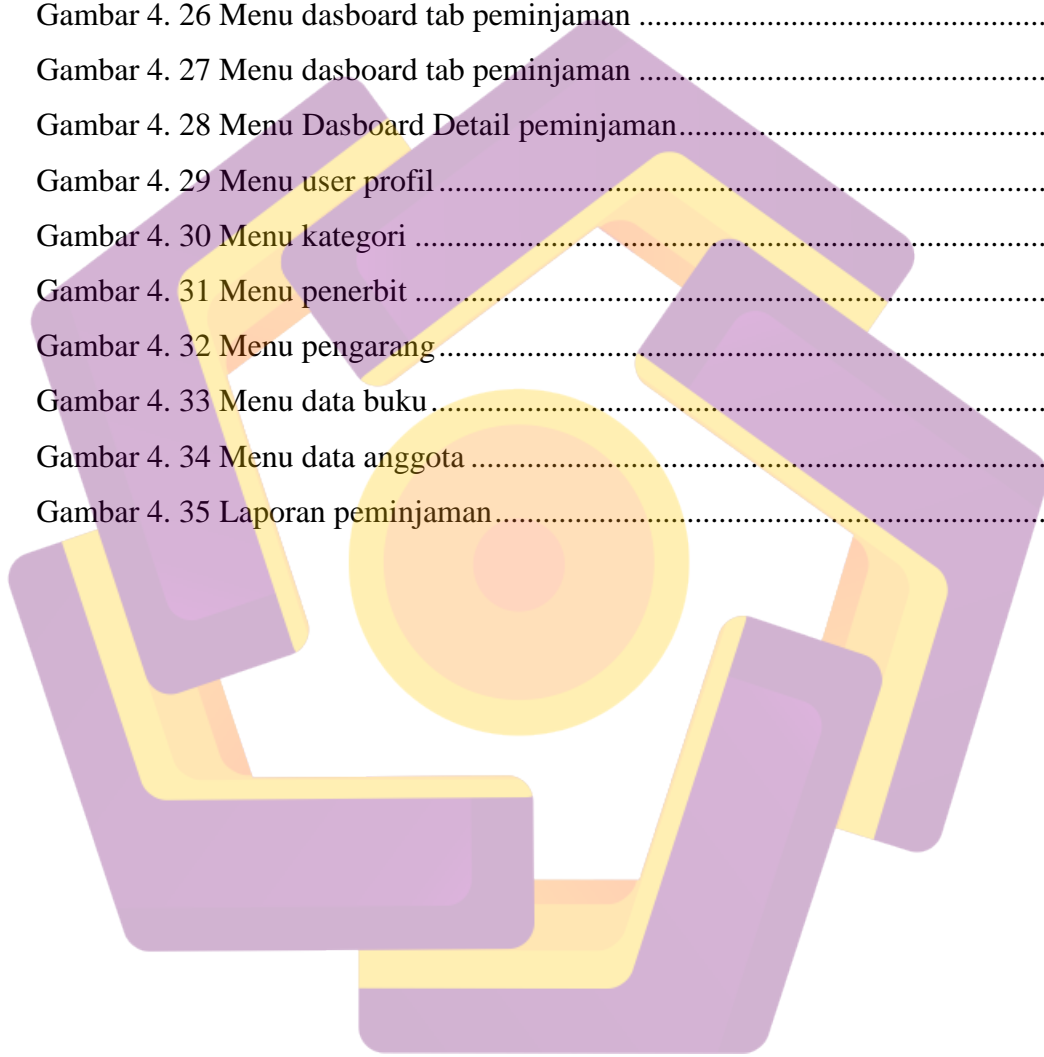 Gambar 4. 26 Menu dasboard tab peminjaman ..................................................
Gambar 4. 27 Menu dasboard tab peminjaman ..................................................
Gambar 4. 28 Menu Dasboard Detail peminjaman.............................................
Gambar 4. 29 Menu user profil ...........................................................................
Gambar 4. 30 Menu kategori ..............................................................................
Gambar 4. 31 Menu penerbit ..............................................................................
Gambar 4. 32 Menu pengarang...........................................................................
Gambar 4. 33 Menu data buku............................................................................
Gambar 4. 34 Menu data anggota .......................................................................
Gambar 4. 35 Laporan peminjaman ....................................................................